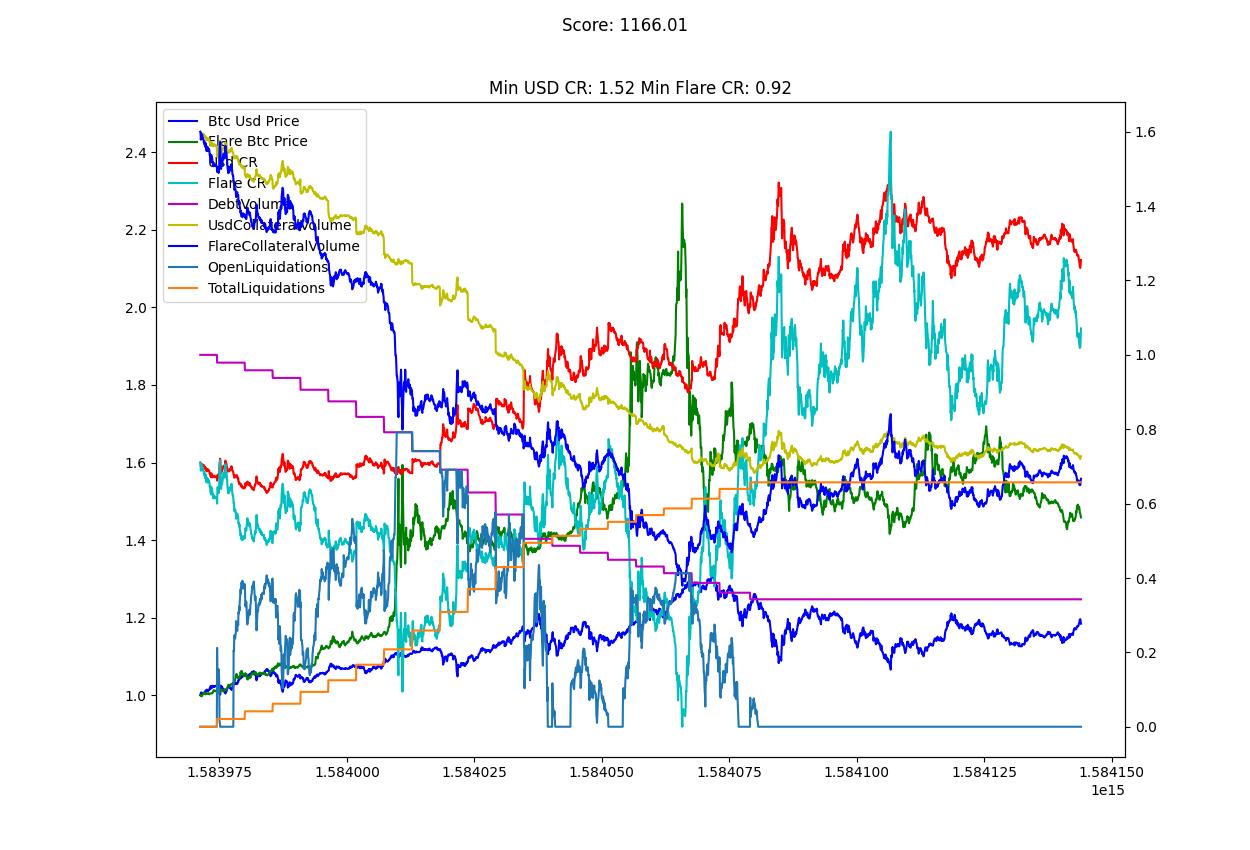 Score: 1166.01
Min USD CR: 1.52 Min Flare CR: 0.92
Btc Usd Price
Flare Btc Price
Usd CR
Flare CR
DebtVolume
UsdCollateralVolume
FlareCollateralVolume
OpenLiquidations
TotalLiquidations
2.4
2.2
2.0
1.8
1.6
1.4
1.2
1.0
1.6
1.4
1.2
1.0
0.8
0.6
0.4
0.2
0.0
1.583975 1.584000 1.584025 1.584050 1.584075 1.584100 1.584125 1.584150
1e15